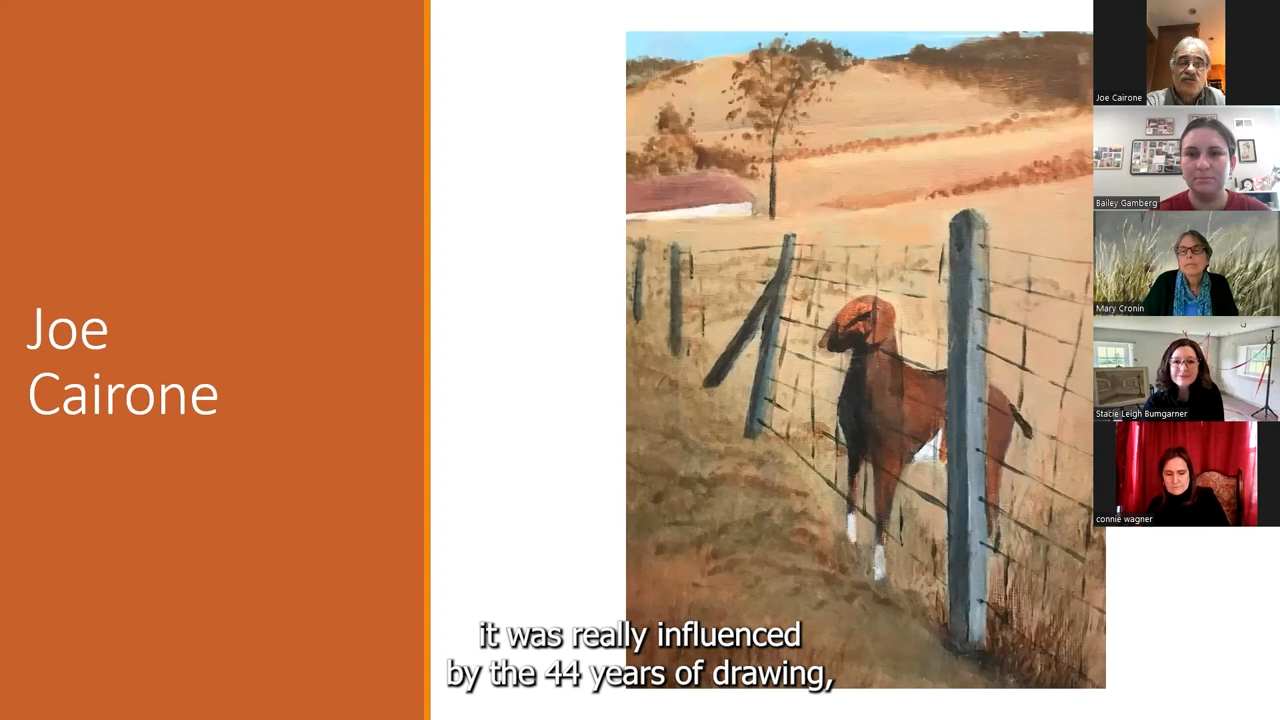 Joe
Cairone
it was really influenced
by the 44 years of drawing,
Joe Cairone
Bailey Gamberg
Mary Cronin
Stacie Leigh Bumgarner
connie wagner